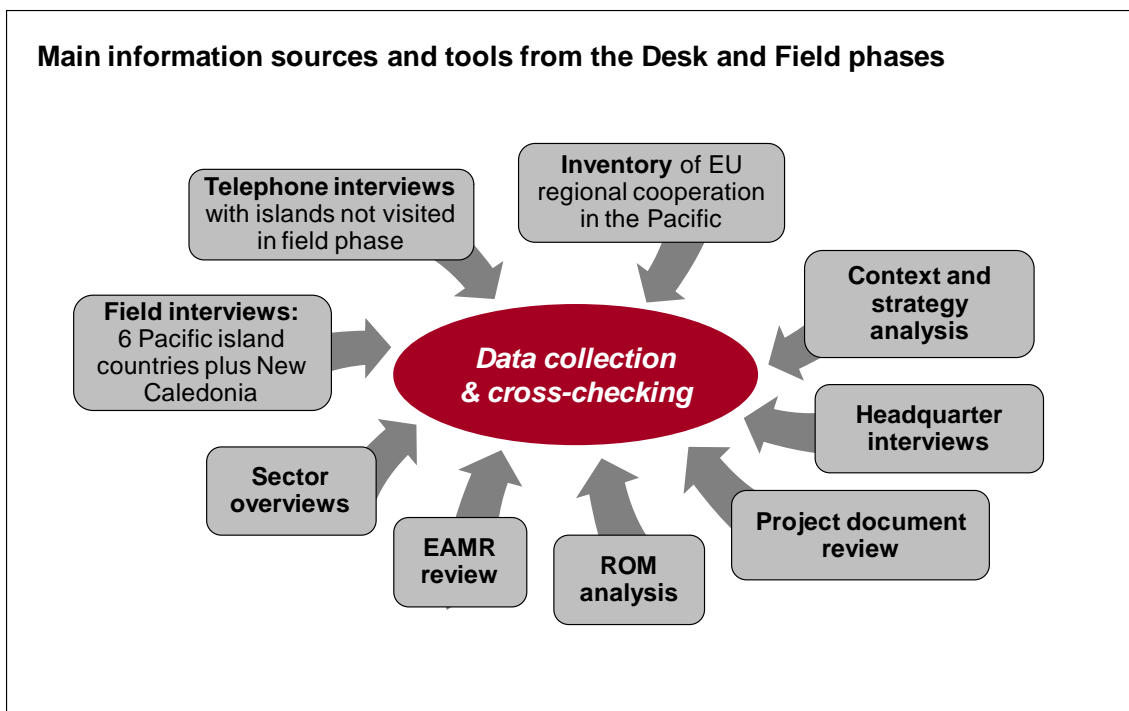 Main information sources and tools from the Desk and Field phases
Telephone interviews
with islands not visited
in field phase
Inventory of EU
regional cooperation
in the Pacific
Context and
strategy
analysis
Field interviews:
6 Pacific island
countries plus New
Caledonia
Data collection
& cross-checking
Headquarter
interviews
Sector
overviews
Project document
review
EAMR
review
ROM
analysis